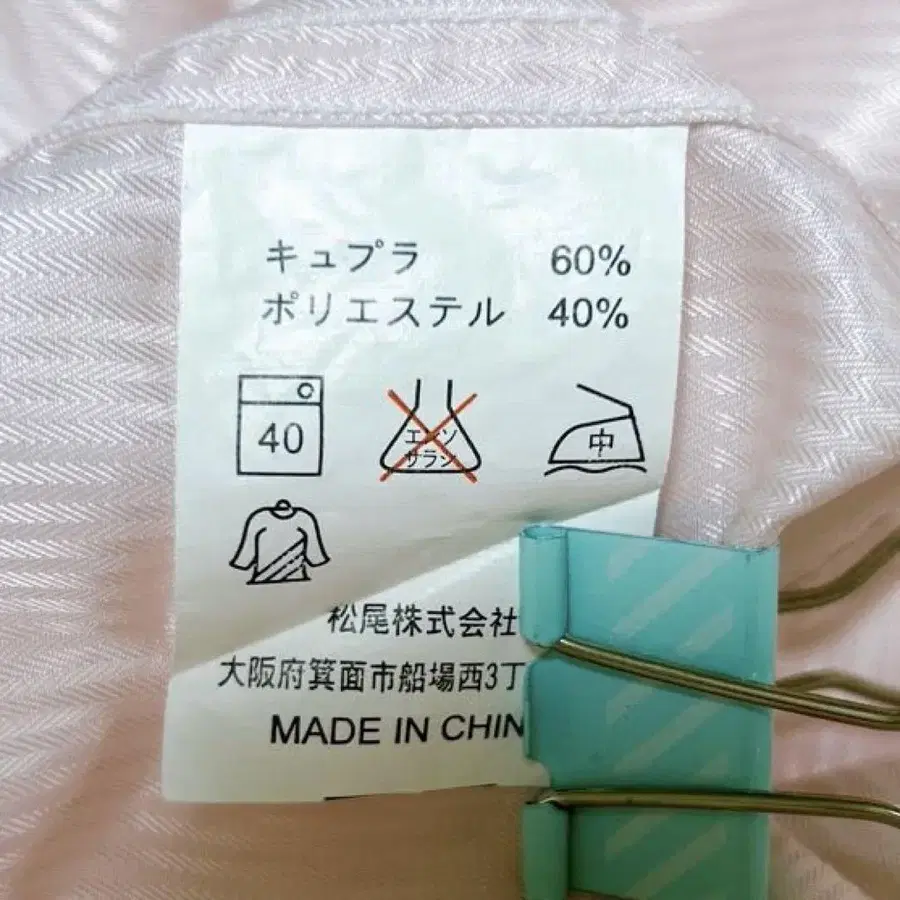 キュプラ 60%
ポリエステル 40%
40
エンソ
サラシ
中
松尾株式会社
大阪府箕面市船場西3丁
MADE IN CHIN